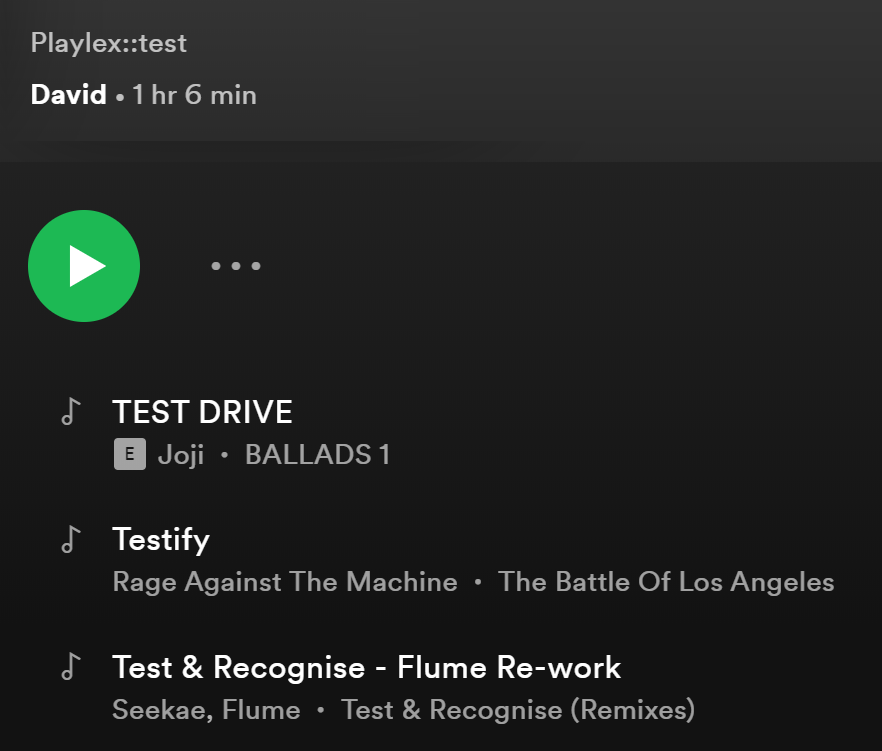 Playlex::test
David • 1 hr 6 min
TEST DRIVE
E Joji • BALLADS 1
Testify
Rage Against The Machine • The Battle Of Los Angeles
Test & Recognise - Flume Re-work
Seekae, Flume • Test & Recognise (Remixes)